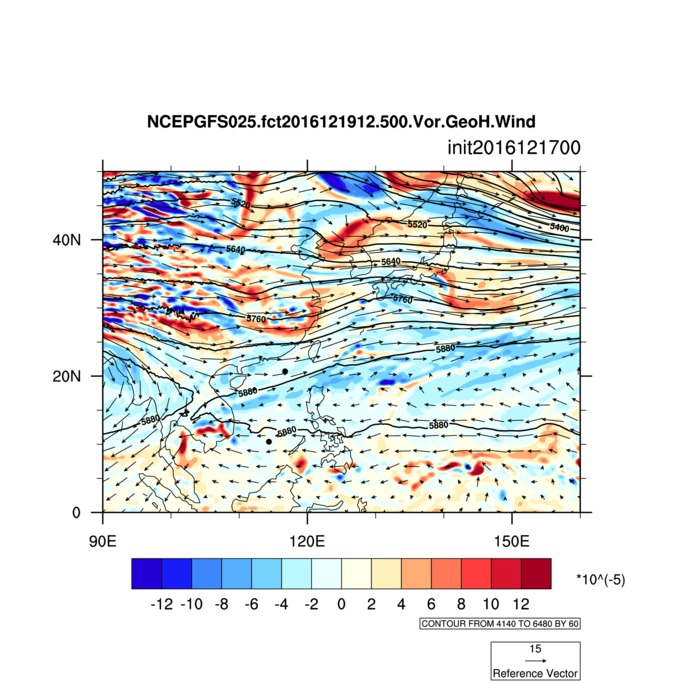 NCEPGFS025.fct2016121912.500.Vor.GeoH.Wind
init2016121700
5520
5520
5400
40N
5640
5640
5760
5760
5880
20N
5880
5880
5880
5880
0
90E 120E 150E
-12 -10 -8 -6 -4 -2 0 2 4 6 8 10 12
*10^(-5)
CONTOUR FROM 4140 TO 6480 BY 60
15
Reference Vector